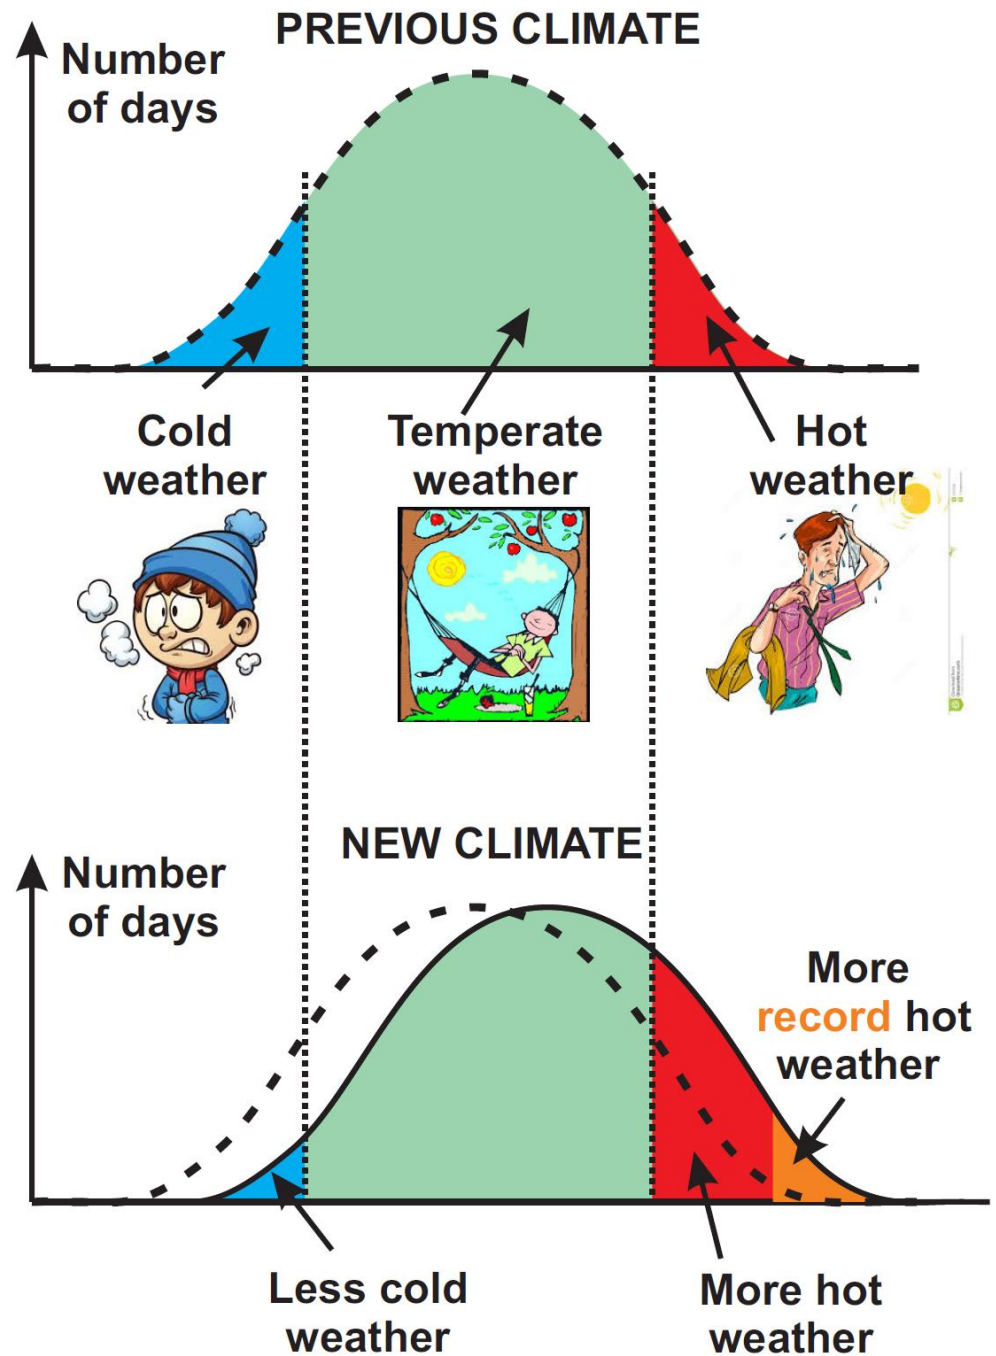 PREVIOUS CLIMATE
Number
of days
Cold
weather
Temperate
weather
Hot
weather
NEW CLIMATE
Number
of days
More
record hot
weather
Less cold
weather
More hot
weather